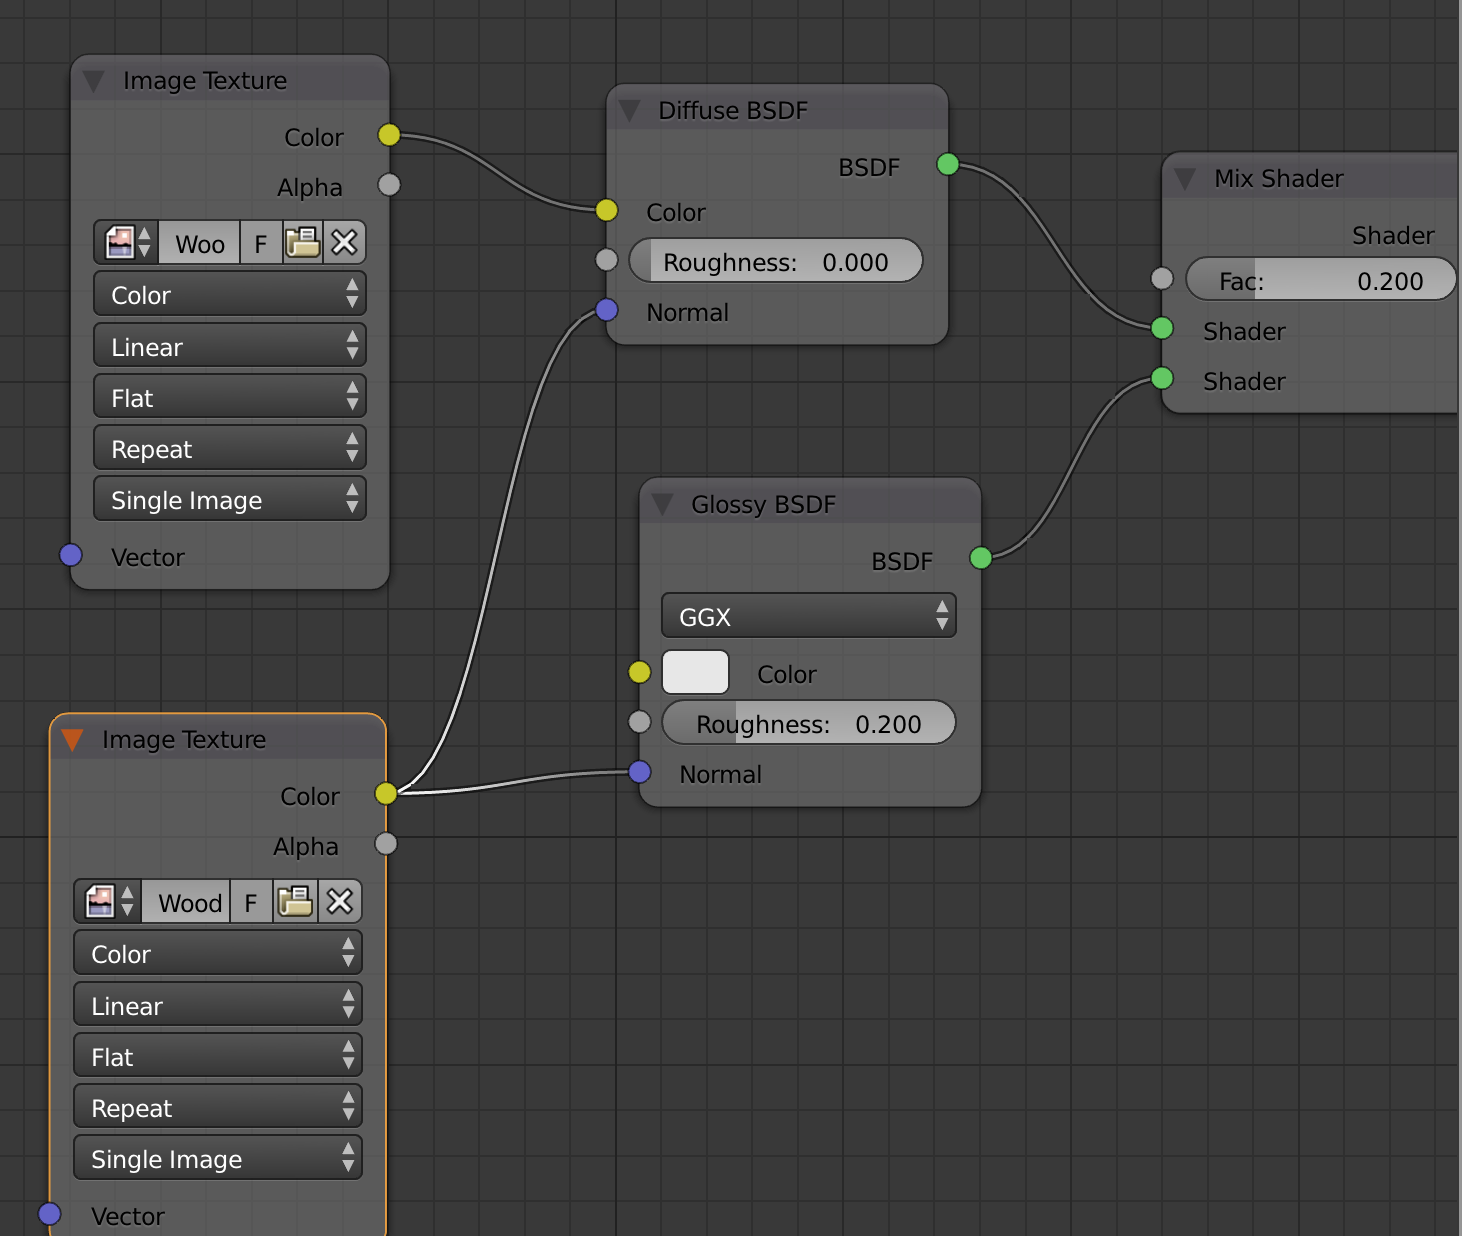 Image Texture
Color
Alpha
Woo F
Color
Linear
Flat
Repeat
Single Image
Vector
Diffuse BSDF
BSDF
Color
Roughness: 0.000
Normal
Mix Shader
Shader
Fac: 0.200
Shader
Shader
Glossy BSDF
BSDF
GGX
Color
Roughness: 0.200
Normal
Image Texture
Color
Alpha
Wood F
Color
Linear
Flat
Repeat
Single Image
Vector